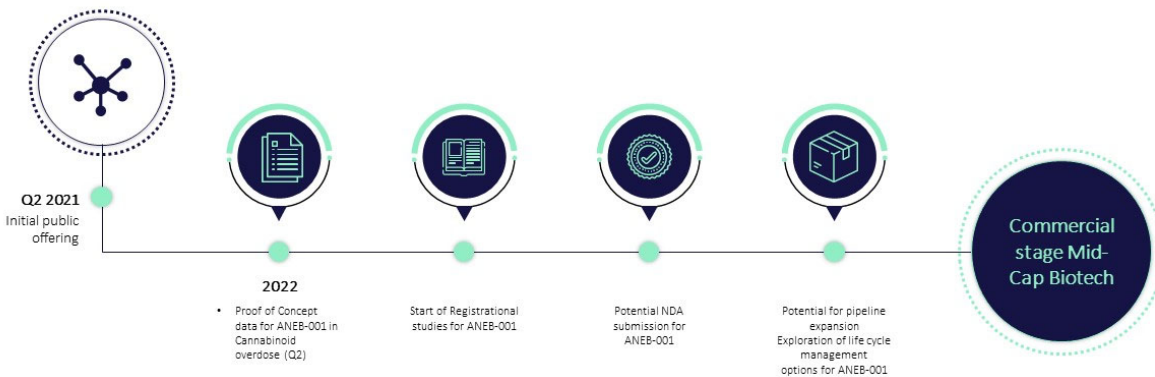 Q2 2021
Initial public
offering
2022
• Proof of Concept
data for ANEB-001 in
Cannabinoid
overdose (Q2)
Start of Registrational
studies for ANEB-001
Potential NDA
submission for
ANEB-001
Potential for pipeline
expansion
Exploration of life cycle
management
options for ANEB-001
Commercial
stage Mid-
Cap Biotech